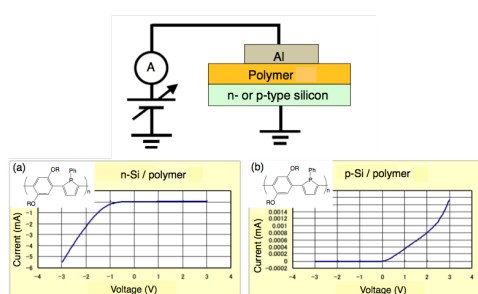 A
Al
Polymer
n- or p-type silicon
(a)
n-Si / polymer
OR
Ph
P
n
RO
Current (mA)
-1
-2
-3
-4
-5
-6
-4 -3 -2 -1 0 1 2 3 4
Voltage (V)
(b)
p-Si / polymer
OR
Ph
P
n
RO
Current (mA)
0.0014
0.0012
0.001
0.0008
0.0006
0.0004
0.0002
0
-0.0002
-4 -3 -2 -1 0 1 2 3 4
Voltage (V)